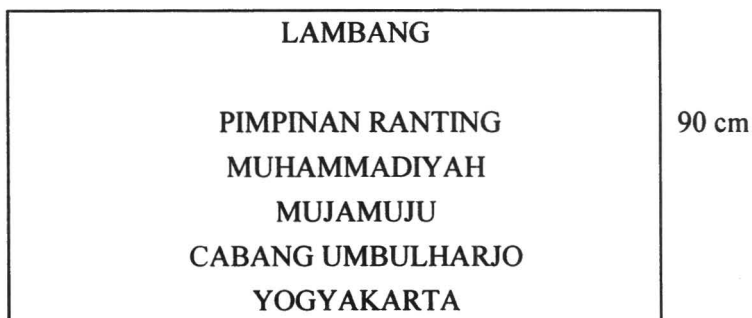 LAMBANG
PIMPINAN RANTING
90 cm
MUHAMMADIYAH
MUJAMUJU
CABANG UMBULHARJO
YOGYAKARTA